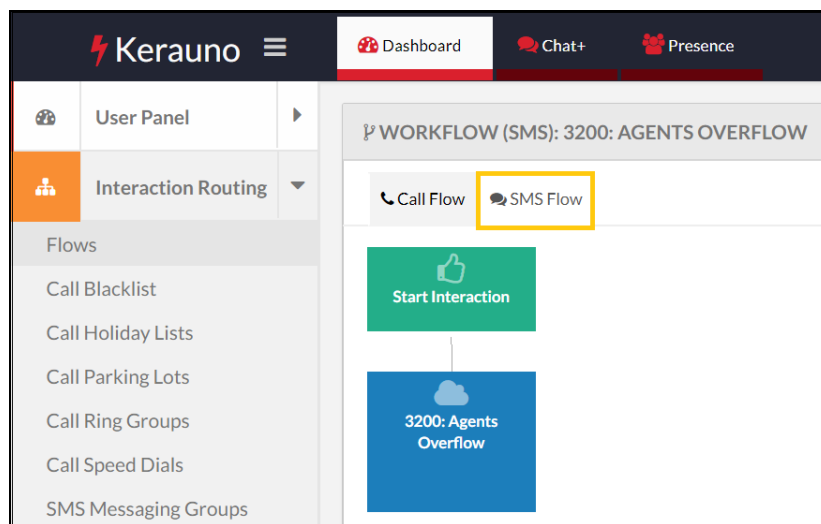 Kerauno
Dashboard
Chat+
Presence
User Panel
WORKFLOW (SMS): 3200: AGENTS OVERFLOW
Interaction Routing
Call Flow
SMS Flow
Flows
Call Blacklist
Call Holiday Lists
Call Parking Lots
Call Ring Groups
Call Speed Dials
SMS Messaging Groups
Start Interaction
3200: Agents
Overflow